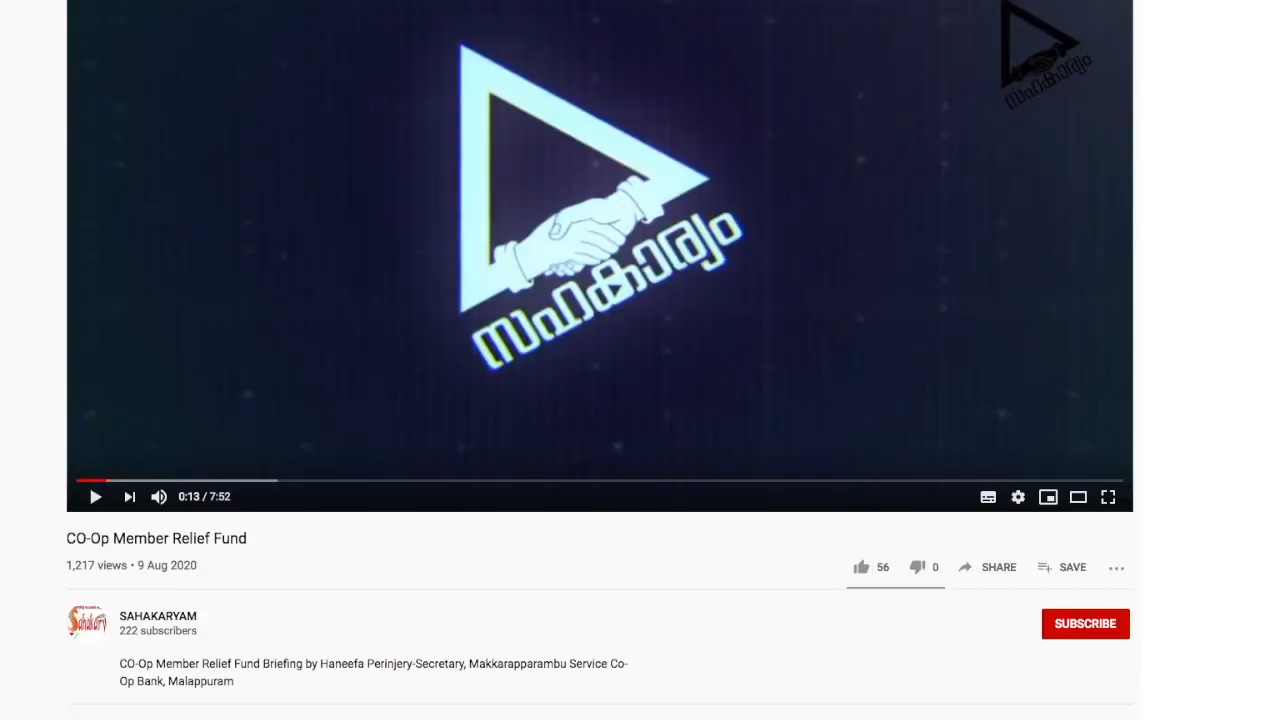 സഹകാര്യം
സഹകാര്യം
0:13 / 7:52
CO-Op Member Relief Fund
1,217 views • 9 Aug 2020
56 0 SHARE SAVE
SAHAKARYAM
222 subscribers
SUBSCRIBE
CO-Op Member Relief Fund Briefing by Haneefa Perinjery-Secretary, Makkarapparambu Service Co-
Op Bank, Malappuram